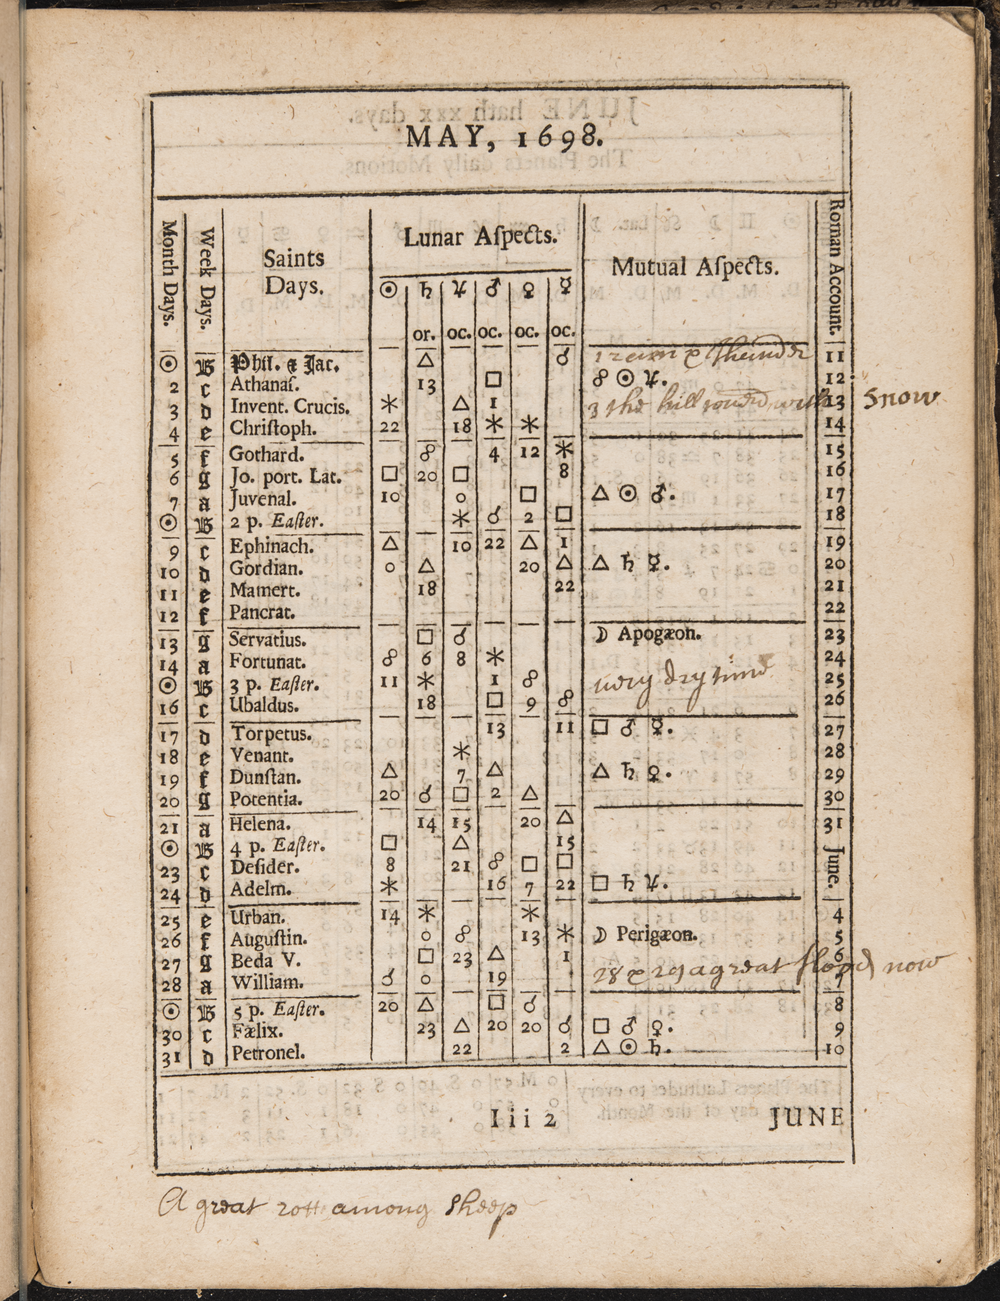 MAY, 1698.
Month Days. Week Days. Saints Days. Lunar Aſpects. Mutual Aſpects. Roman Account.
☉ ♄ ♃ ♂ ♀ ☿
or. oc. oc. oc. oc.
☉ B Phil. & Jac. △ ☌ 11
2 c Athanaſ. 13 □ ☍ ☉ ♃. 12
3 d Invent. Crucis. ⚹ △ 1 3 the hill covered with Snow 13
4 e Chriſtoph. 22 18 ⚹ ⚹ 14
5 f Gothard. ☍ 4 12 ⚹ 15
6 g Jo. port. Lat. □ 20 □ 8 16
7 a Juvenal. 10 0 □ △ ☉ ♂. 17
☉ B 2 p. Eaſter. ⚹ ☌ 2 □ 18
9 c Ephinach. △ 10 22 △ 1 19
10 d Gordian. 0 △ 20 △ △ ♄ ☿. 20
11 e Mamert. 18 22 21
12 f Pancrat. 22
13 g Servatius. □ ☌ ☽ Apogæon. 23
14 a Fortunat. ☍ 6 8 ⚹ 24
☉ B 3 p. Eaſter. 11 ⚹ 1 ☍ very dry time 25
16 c Ubaldus. 18 □ 9 ☍ 26
17 d Torpetus. 13 11 □ ♂ ☿. 27
18 e Venant. ⚹ 28
19 f Dunſtan. △ 7 △ △ ♄ ♀. 29
20 g Potentia. 20 ☌ □ 2 △ 30
21 a Helena. 14 15 20 △ 31
☉ B 4 p. Eaſter. □ △ 15 June.
23 c Deſider. 8 21 ☍ □ □
24 d Adelm. ⚹ 16 7 22 □ ♄ ♃.
25 e Urban. 14 ⚹ ⚹ 4
26 f Auguſtin. 0 ☍ 13 ⚹ ☽ Perigæon. 5
27 g Beda V. □ 23 △ 1 6
28 a William. ☌ 0 19 28 & 29 a great flood now 7
☉ B 5 p. Eaſter. 20 △ □ ☌ 8
30 c Fælix. 23 △ 20 20 ☌ □ ♂ ♀. 9
31 d Petronel. 22 2 △ ☉ ♄. 10
Iii 2 JUNE
A great rott among Sheep